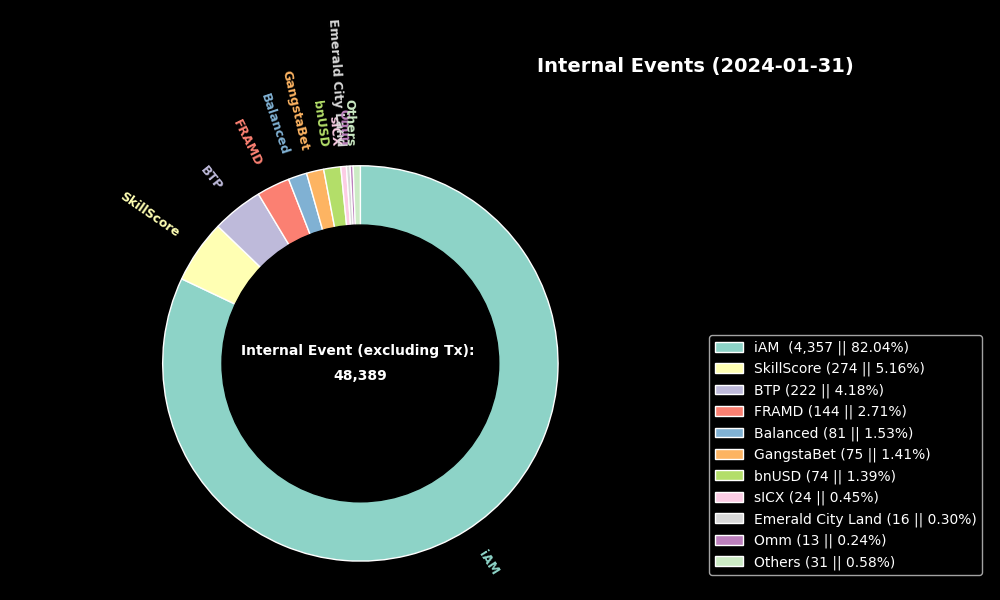 Internal Events (2024-01-31)
Emerald City Land
Others
Omm
sICX
bnUSD
GangstaBet
Balanced
FRAMD
BTP
SkillScore
iAM
Internal Event (excluding Tx):
48,389
iAM  (4,357 || 82.04%)
SkillScore (274 || 5.16%)
BTP (222 || 4.18%)
FRAMD (144 || 2.71%)
Balanced (81 || 1.53%)
GangstaBet (75 || 1.41%)
bnUSD (74 || 1.39%)
sICX (24 || 0.45%)
Emerald City Land (16 || 0.30%)
Omm (13 || 0.24%)
Others (31 || 0.58%)